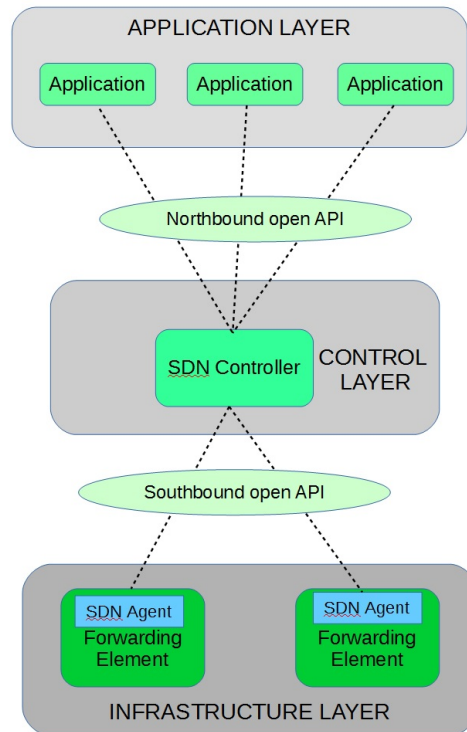 APPLICATION LAYER
Application Application Application
Northbound open API
SDN Controller
CONTROL
LAYER
Southbound open API
SDN Agent
Forwarding
Element
SDN Agent
Forwarding
Element
INFRASTRUCTURE LAYER